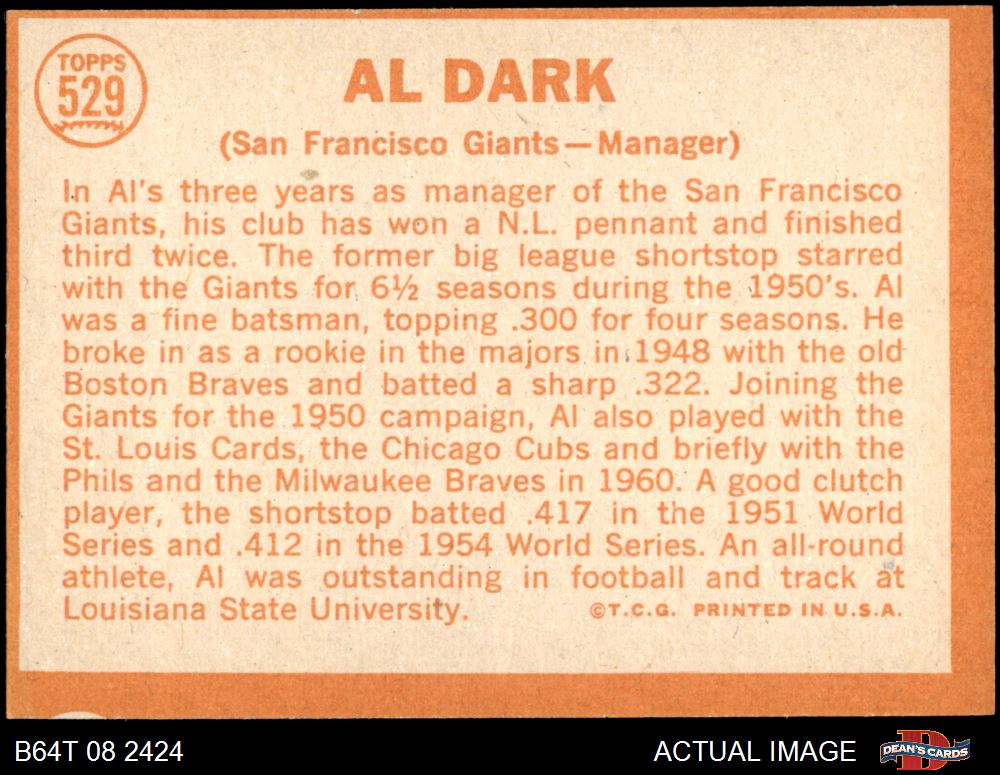 TOPPS
529
AL DARK
(San Francisco Giants—Manager)
In Al's three years as manager of the San Francisco
Giants, his club has won a N.L. pennant and finished
third twice. The former big league shortstop starred
with the Giants for 6½ seasons during the 1950's. Al
was a fine batsman, topping .300 for four seasons. He
broke in as a rookie in the majors in 1948 with the old
Boston Braves and batted a sharp .322. Joining the
Giants for the 1950 campaign, Al also played with the
St. Louis Cards, the Chicago Cubs and briefly with the
Phils and the Milwaukee Braves in 1960. A good clutch
player, the shortstop batted .417 in the 1951 World
Series and .412 in the 1954 World Series. An all-round
athlete, Al was outstanding in football and track at
Louisiana State University. ©T.C.G. PRINTED IN U.S.A.
B64T 08 2424 ACTUAL IMAGE D DEAN'S CARDS